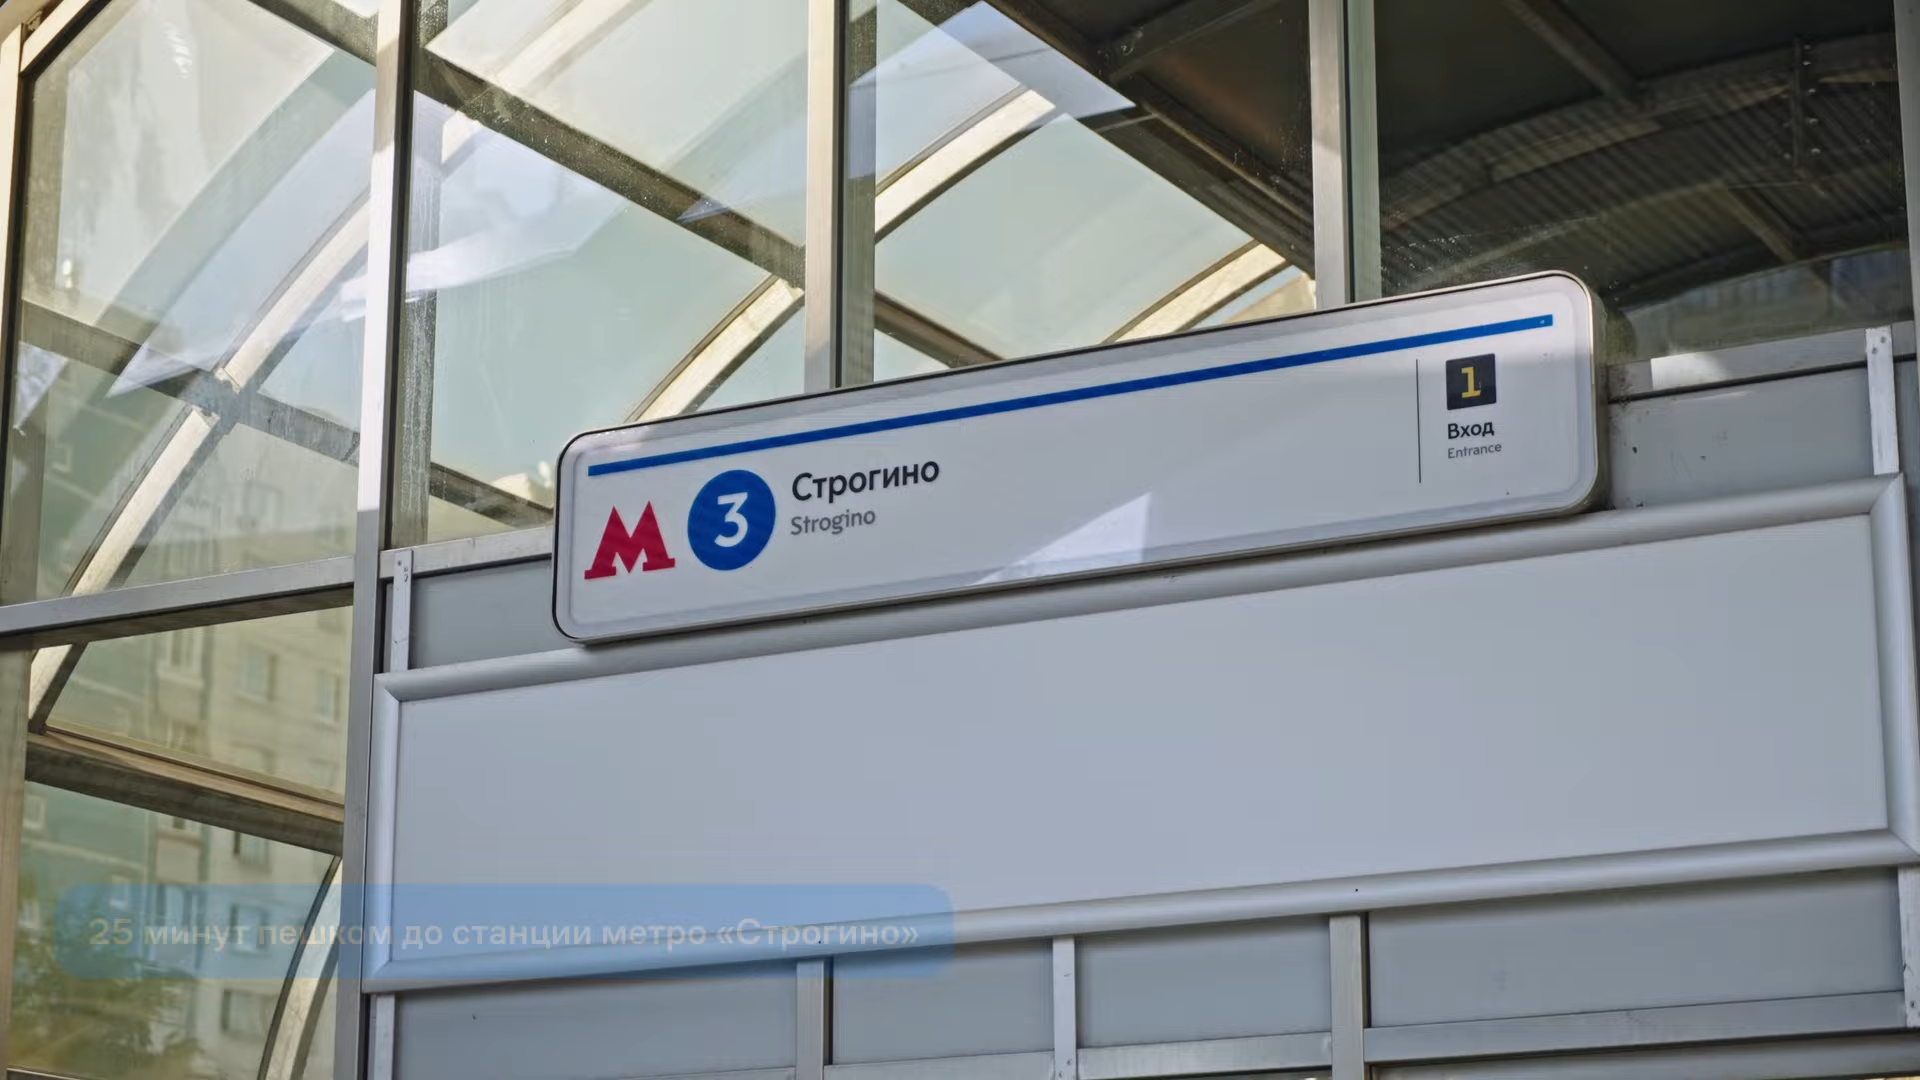 М 3 Строгино
Strogino
1
Вход
Entrance
25 минут пешком до станции метро «Строгино»